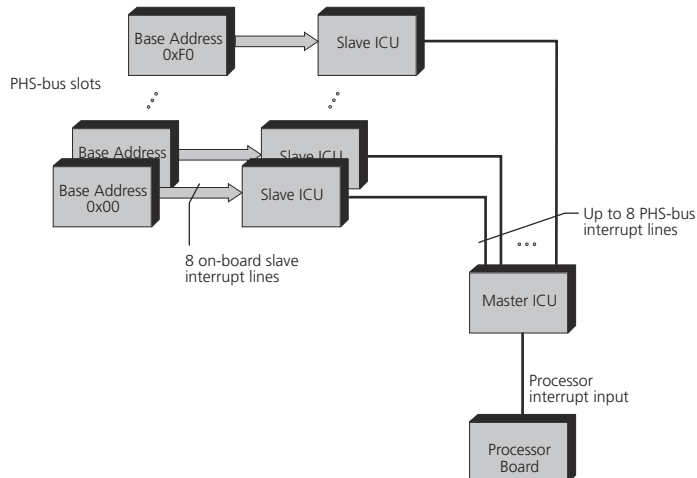 Base Address
0xF0
Slave ICU
PHS-bus slots
Base Address
Slave ICU
Base Address
0x00
Slave ICU
Up to 8 PHS-bus
interrupt lines
8 on-board slave
interrupt lines
Master ICU
Processor
interrupt input
Processor
Board